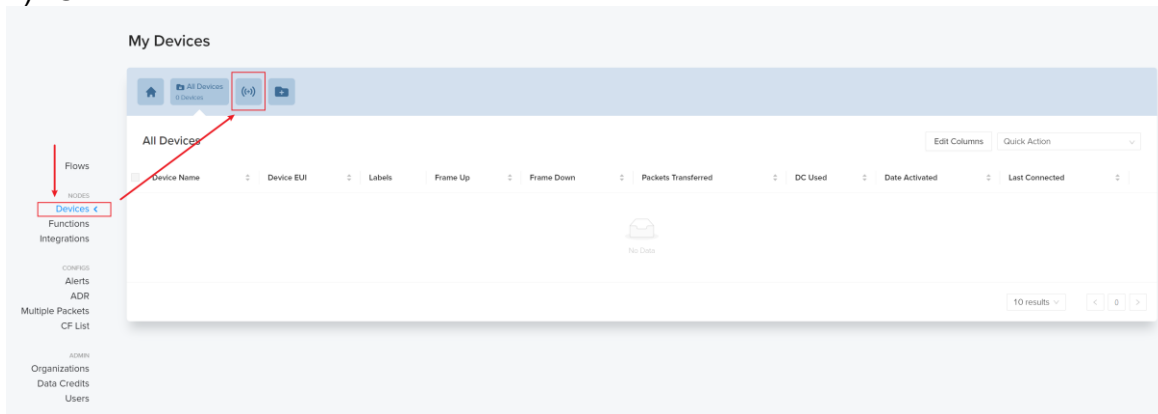 My Devices
All Devices
0 Devices
All Devices
Edit Columns
Quick Action
Device Name
Device EUI
Labels
Frame Up
Frame Down
Packets Transferred
DC Used
Date Activated
Last Connected
No Data
10 results
0
Flows
NODES
Devices
Functions
Integrations
CONFIGS
Alerts
ADR
Multiple Packets
CF List
ADMIN
Organizations
Data Credits
Users